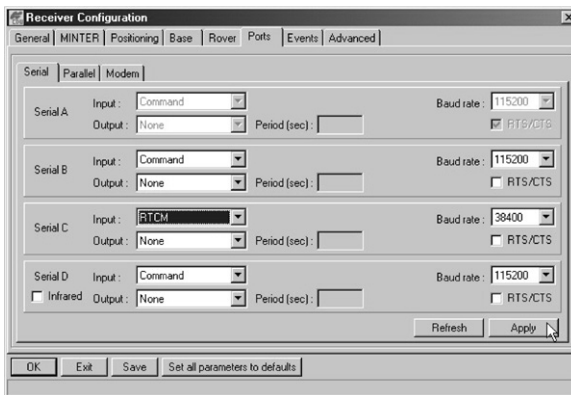 Receiver Configuration
General MINTER Positioning Base Rover Ports Events Advanced
Serial Parallel Modem
Serial A Input : Command Baud rate : 115200
Output : None Period (sec) : RTS/CTS
Serial B Input : Command Baud rate : 115200
Output : None Period (sec) : RTS/CTS
Serial C Input : RTCM Baud rate : 38400
Output : None Period (sec) : RTS/CTS
Serial D Input : Command Baud rate : 115200
Infrared Output : None Period (sec) : RTS/CTS
Refresh Apply
OK Exit Save Set all parameters to defaults